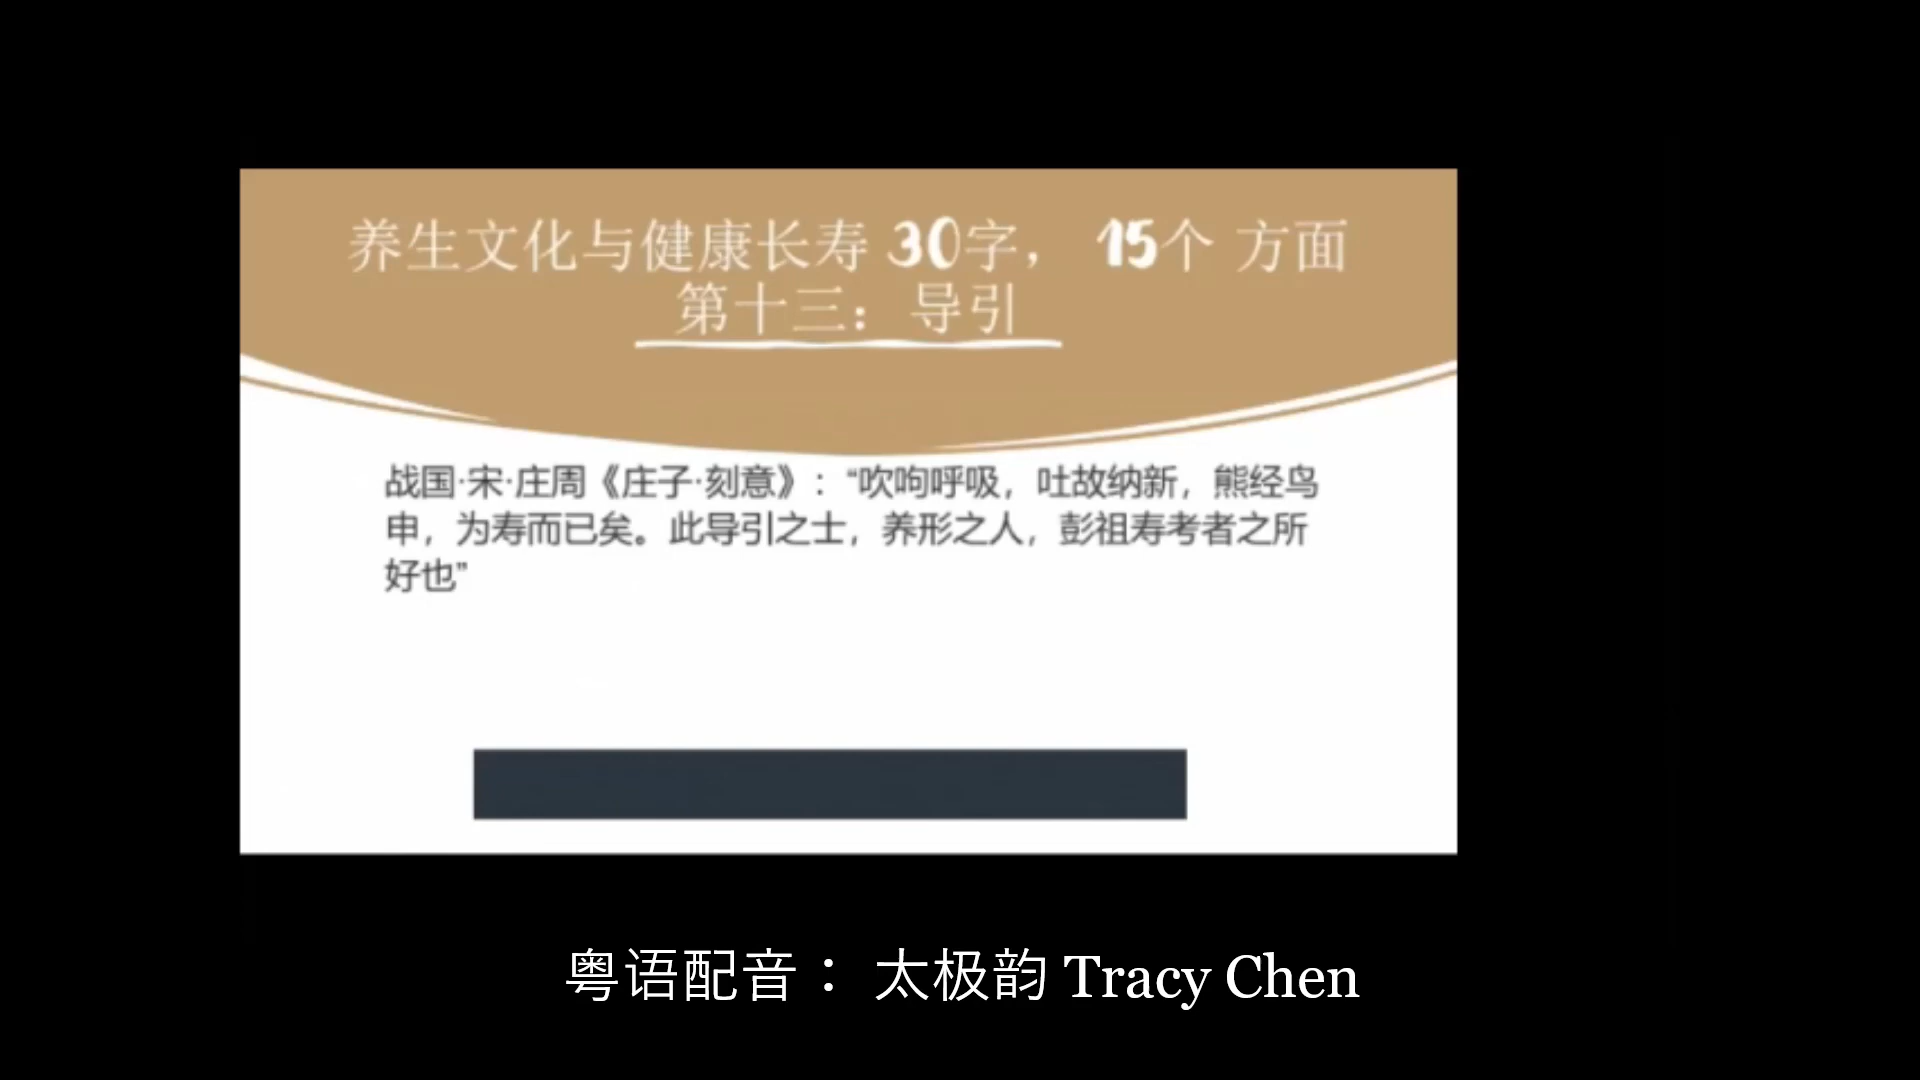 养生文化与健康长寿 30字， 15个 方面
第十三：导引
战国·宋·庄周《庄子·刻意》：“吹呴呼吸，吐故纳新，熊经鸟
申，为寿而已矣。此导引之士，养形之人，彭祖寿考者之所
好也”
粤语配音： 太极韵 Tracy Chen